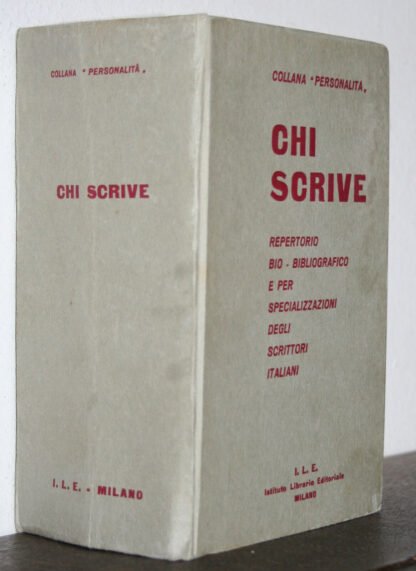 COLLANA "PERSONALITÀ„
CHI SCRIVE
I. L. E. - MILANO
COLLANA "PERSONALITÀ„
CHI
SCRIVE
REPERTORIO
BIO - BIBLIOGRAFICO
E PER
SPECIALIZZAZIONI
DEGLI
SCRITTORI
ITALIANI
I. L. E.
Istituto Librario Editoriale
MILANO